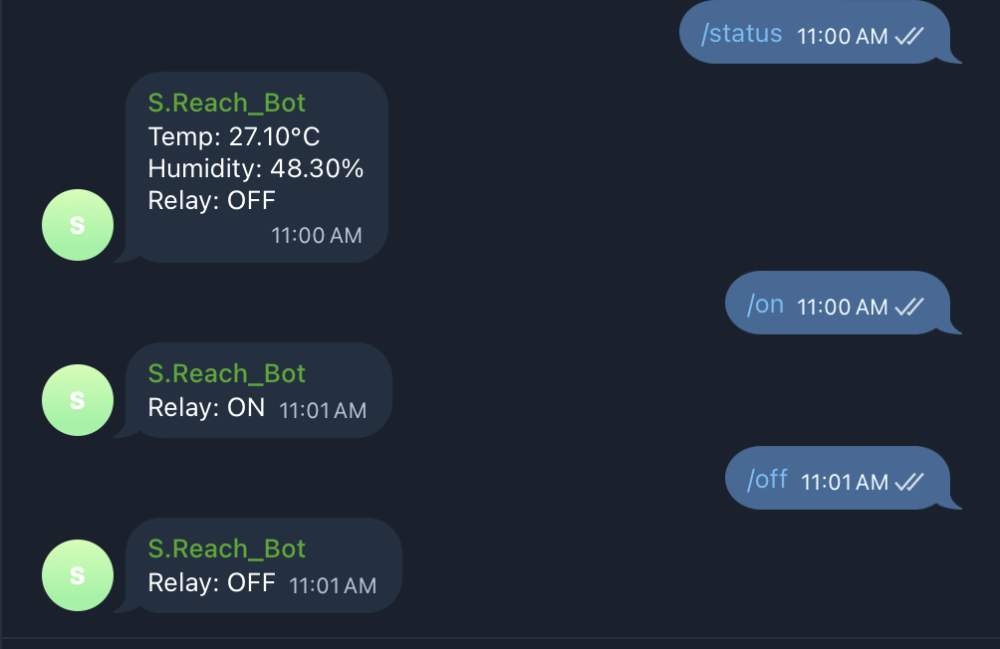 /status 11:00 AM
S.Reach_Bot
Temp: 27.10°C
Humidity: 48.30%
Relay: OFF
11:00 AM
S
/on 11:00 AM
S.Reach_Bot
Relay: ON 11:01 AM
S
/off 11:01 AM
S.Reach_Bot
Relay: OFF 11:01 AM
S